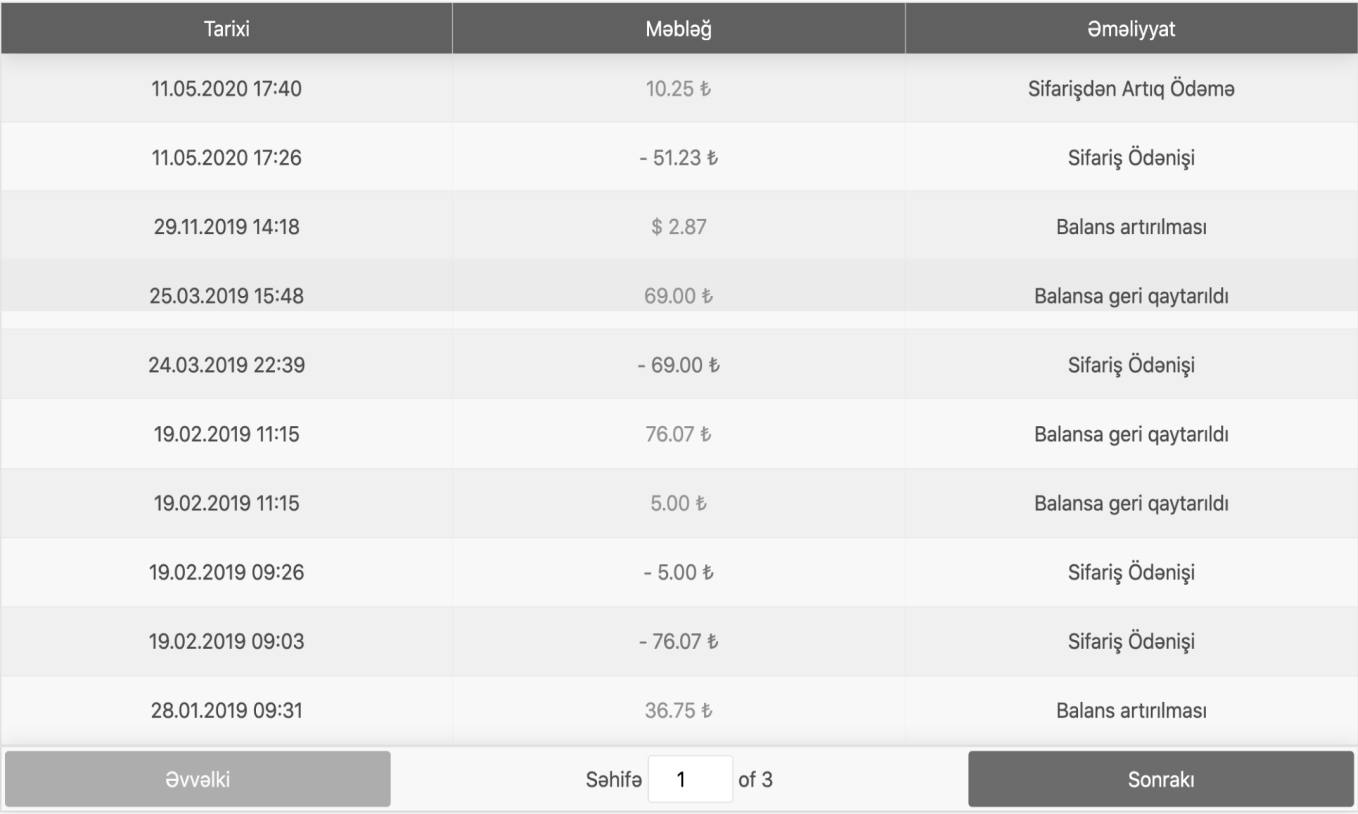 Tarixi Məbləğ Əməliyyat
11.05.2020 17:40 10.25 ₺ Sifarişdən Artıq Ödəmə
11.05.2020 17:26 - 51.23 ₺ Sifariş Ödənişi
29.11.2019 14:18 $ 2.87 Balans artırılması
25.03.2019 15:48 69.00 ₺ Balansa geri qaytarıldı
24.03.2019 22:39 - 69.00 ₺ Sifariş Ödənişi
19.02.2019 11:15 76.07 ₺ Balansa geri qaytarıldı
19.02.2019 11:15 5.00 ₺ Balansa geri qaytarıldı
19.02.2019 09:26 - 5.00 ₺ Sifariş Ödənişi
19.02.2019 09:03 - 76.07 ₺ Sifariş Ödənişi
28.01.2019 09:31 36.75 ₺ Balans artırılması
Əvvəlki Səhifə 1 of 3 Sonrakı